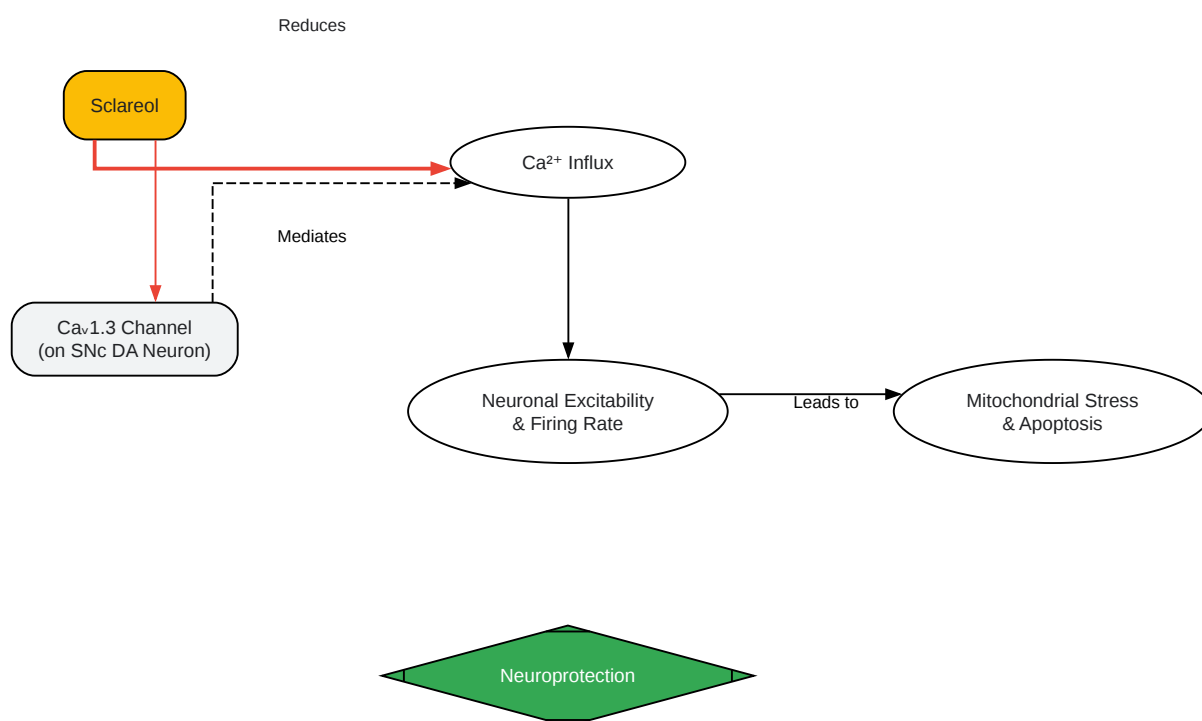 Reduces
Sclareol
Ca²⁺ Influx
Mediates
Caᵥ1.3 Channel
(on SNc DA Neuron)
Neuronal Excitability
& Firing Rate
Leads to
Mitochondrial Stress
& Apoptosis
Neuroprotection